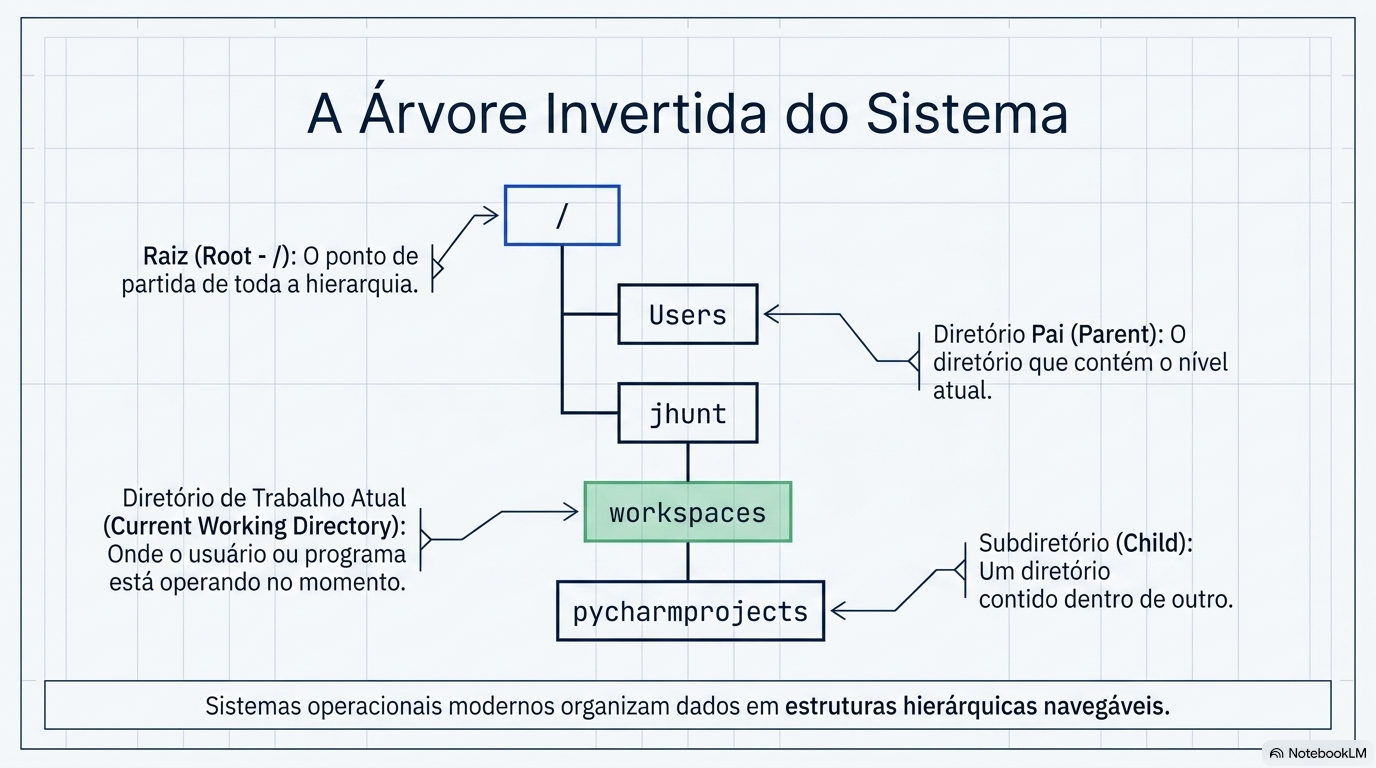 A Árvore Invertida do Sistema
/
Raiz (Root - /): O ponto de
partida de toda a hierarquia.
Users
Diretório Pai (Parent): O
diretório que contém o nível
atual.
jhunt
Diretório de Trabalho Atual
(Current Working Directory):
Onde o usuário ou programa
está operando no momento.
workspaces
Subdiretório (Child):
Um diretório
contido dentro de outro.
pycharmprojects
Sistemas operacionais modernos organizam dados em estruturas hierárquicas navegáveis.
NotebookLM